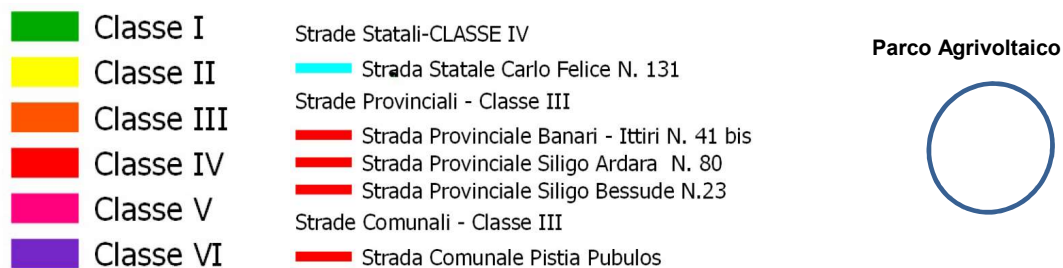 Classe I
Classe II
Classe III
Classe IV
Classe V
Classe VI
Strade Statali-CLASSE IV
Strada Statale Carlo Felice N. 131
Strade Provinciali - Classe III
Strada Provinciale Banari - Ittiri N. 41 bis
Strada Provinciale Siligo Ardara N. 80
Strada Provinciale Siligo Bessude N.23
Strade Comunali - Classe III
Strada Comunale Pistia Pubulos
Parco Agrivoltaico